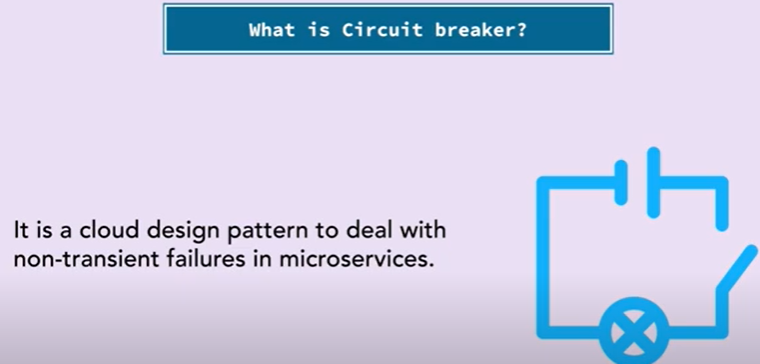 What is Circuit breaker?
It is a cloud design pattern to deal with
non-transient failures in microservices.